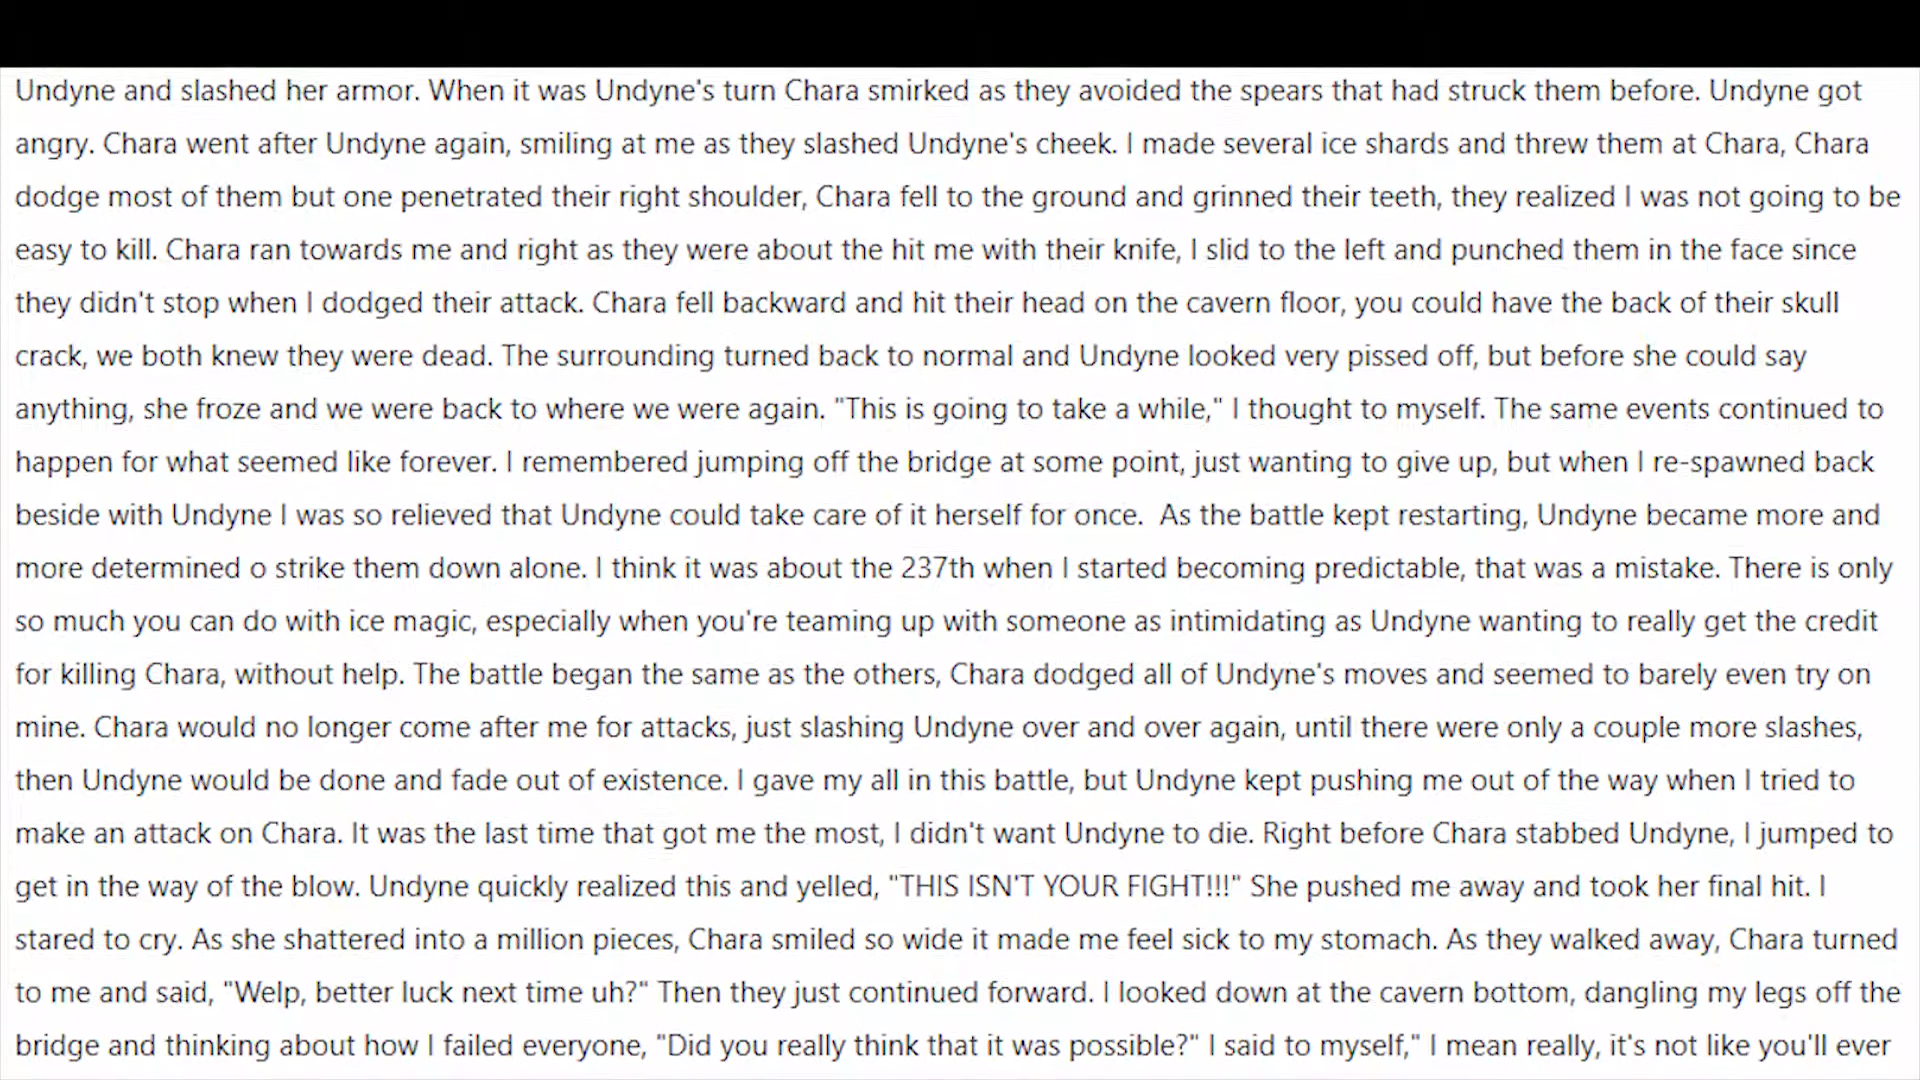 Undyne and slashed her armor. When it was Undyne's turn Chara smirked as they avoided the spears that had struck them before. Undyne got
angry. Chara went after Undyne again, smiling at me as they slashed Undyne's cheek. I made several ice shards and threw them at Chara, Chara
dodge most of them but one penetrated their right shoulder, Chara fell to the ground and grinned their teeth, they realized I was not going to be
easy to kill. Chara ran towards me and right as they were about the hit me with their knife, I slid to the left and punched them in the face since
they didn't stop when I dodged their attack. Chara fell backward and hit their head on the cavern floor, you could have the back of their skull
crack, we both knew they were dead. The surrounding turned back to normal and Undyne looked very pissed off, but before she could say
anything, she froze and we were back to where we were again. "This is going to take a while," I thought to myself. The same events continued to
happen for what seemed like forever. I remembered jumping off the bridge at some point, just wanting to give up, but when I re-spawned back
beside with Undyne I was so relieved that Undyne could take care of it herself for once.  As the battle kept restarting, Undyne became more and
more determined o strike them down alone. I think it was about the 237th when I started becoming predictable, that was a mistake. There is only
so much you can do with ice magic, especially when you're teaming up with someone as intimidating as Undyne wanting to really get the credit
for killing Chara, without help. The battle began the same as the others, Chara dodged all of Undyne's moves and seemed to barely even try on
mine. Chara would no longer come after me for attacks, just slashing Undyne over and over again, until there were only a couple more slashes,
then Undyne would be done and fade out of existence. I gave my all in this battle, but Undyne kept pushing me out of the way when I tried to
make an attack on Chara. It was the last time that got me the most, I didn't want Undyne to die. Right before Chara stabbed Undyne, I jumped to
get in the way of the blow. Undyne quickly realized this and yelled, "THIS ISN'T YOUR FIGHT!!!" She pushed me away and took her final hit. I
stared to cry. As she shattered into a million pieces, Chara smiled so wide it made me feel sick to my stomach. As they walked away, Chara turned
to me and said, "Welp, better luck next time uh?" Then they just continued forward. I looked down at the cavern bottom, dangling my legs off the
bridge and thinking about how I failed everyone, "Did you really think that it was possible?" I said to myself," I mean really, it's not like you'll ever